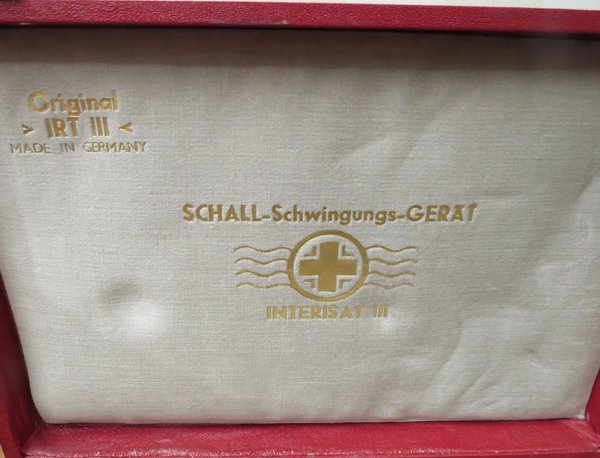 Original
> IRT III <
MADE IN GERMANY
SCHALL-Schwingungs-GERÄT
INTERISAT III